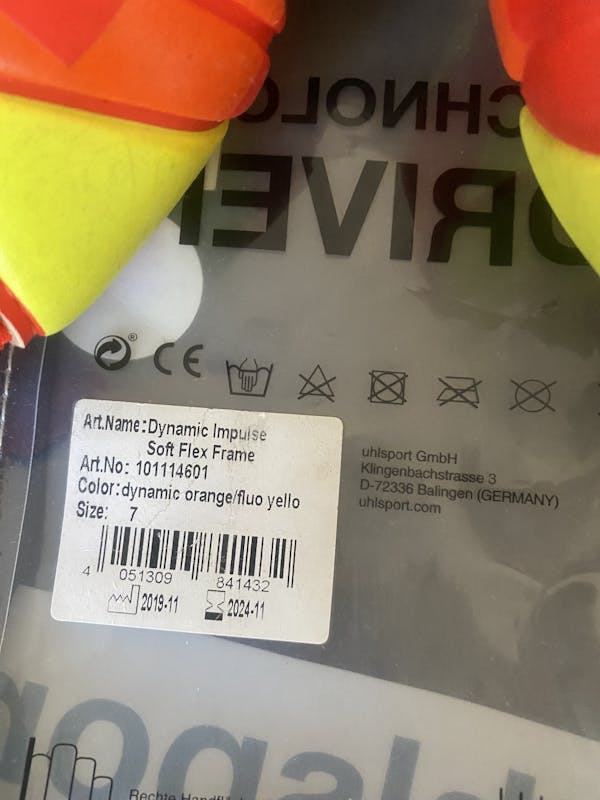 CHNOLO
DRIVE
CE
Art.Name:Dynamic Impulse
Soft Flex Frame
Art.No: 101114601
Color:dynamic orange/fluo yello
Size: 7
4 051309 841432
2019-11
2024-11
uhlsport GmbH
Klingenbachstrasse 3
D-72336 Balingen (GERMANY)
uhlsport.com
Rechte